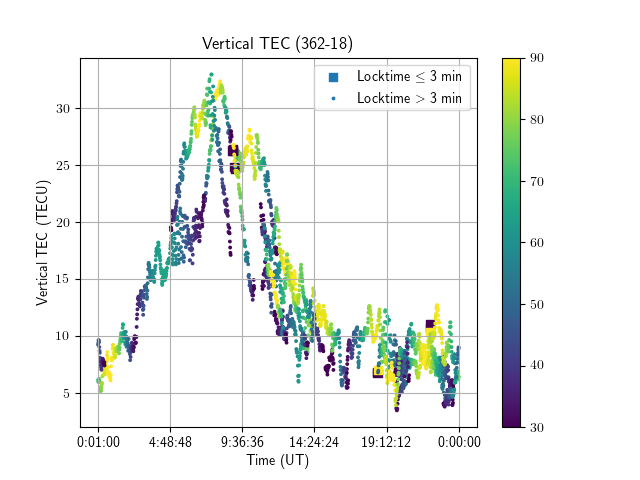 Vertical TEC (362-18)
Locktime ≤ 3 min
Locktime > 3 min
Vertical TEC (TECU)
30
25
20
15
10
5
0:01:00 4:48:48 9:36:36 14:24:24 19:12:12 0:00:00
Time (UT)
90
80
70
60
50
40
30